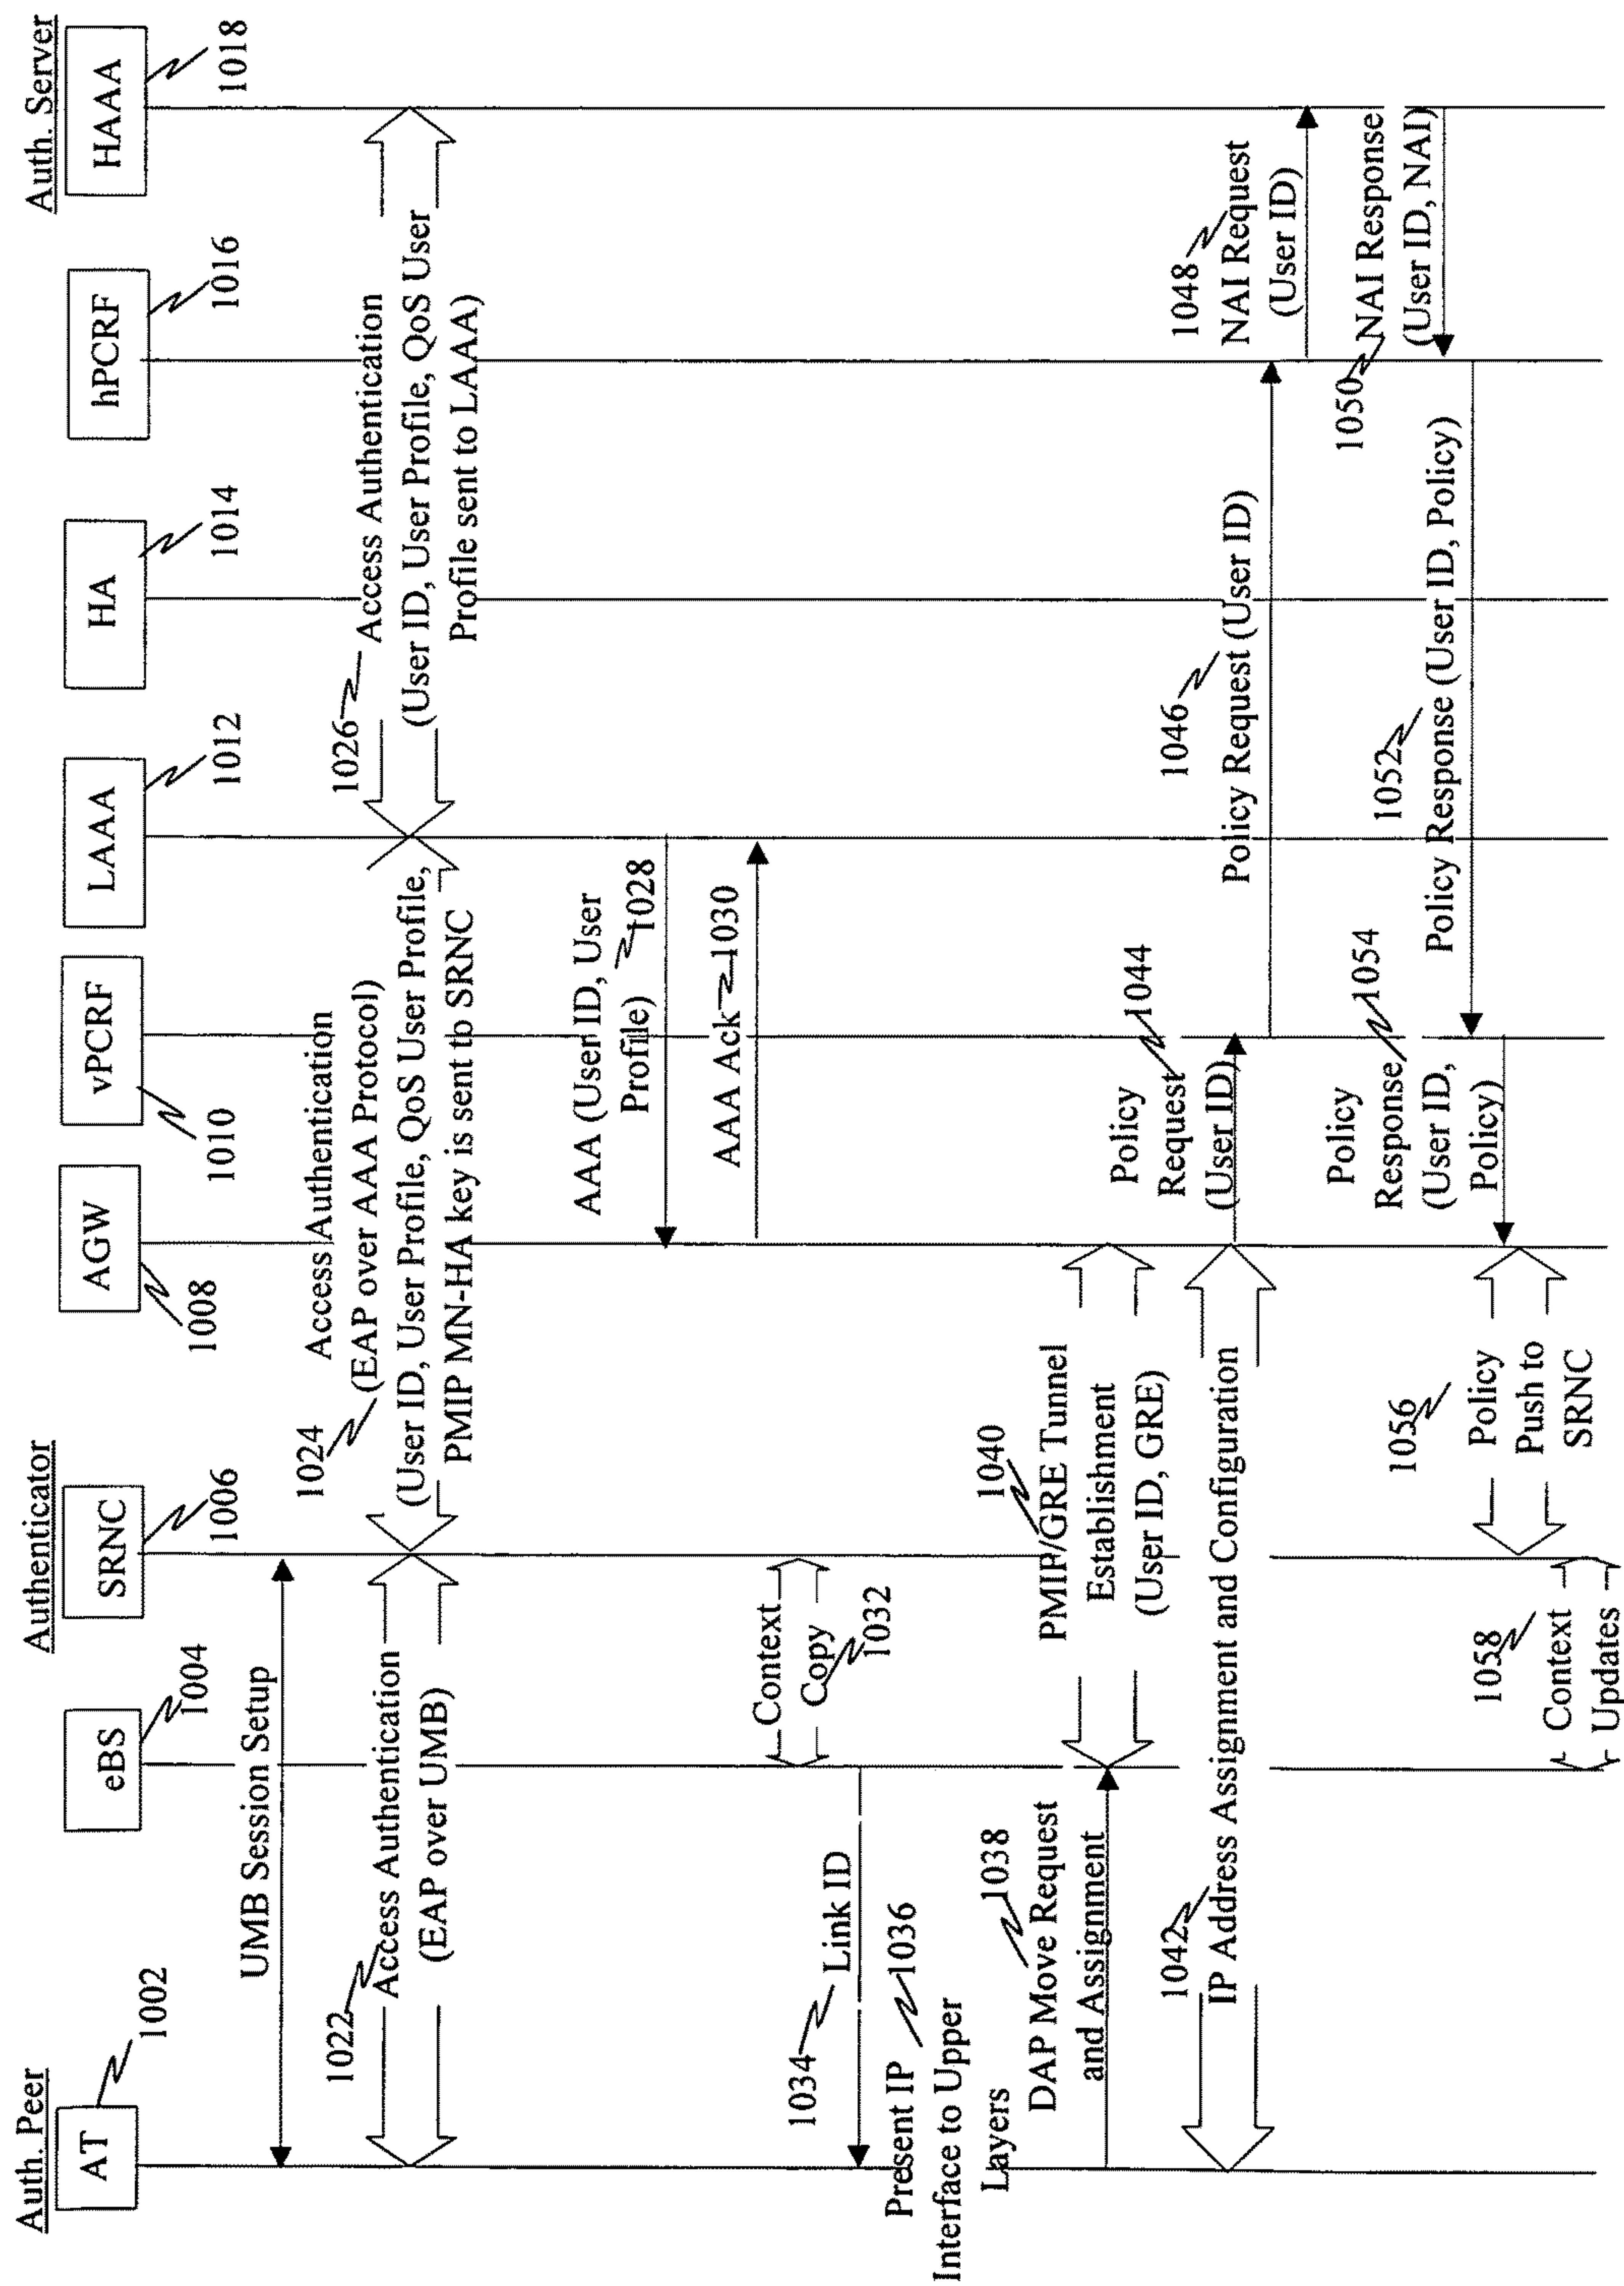 Auth. Peer
Authenticator
Auth. Server
AT
1002
eBS
1004
SRNC
1006
AGW
1008
vPCRF
1010
LAAA
1012
HA
1014
hPCRF
1016
HAAA
1018
UMB Session Setup
1022
Access Authentication
(EAP over UMB)
Access Authentication
1024
(EAP over AAA Protocol)
(User ID, User Profile, QoS User Profile,
PMIP MN-HA key is sent to SRNC
1026
Access Authentication
(User ID, User Profile, QoS User
Profile sent to LAAA)
AAA (User ID, User
Profile)
1028
AAA Ack
1030
Context
Copy
1032
1034
Link ID
Present IP
1036
Interface to Upper
Layers
1038
DAP Move Request
and Assignment
1040
PMIP/GRE Tunnel
Establishment
(User ID, GRE)
1042
IP Address Assignment and Configuration
Policy
1044
Request
(User ID)
1046
Policy Request (User ID)
1048
NAI Request
(User ID)
1050
NAI Response
(User ID, NAI)
1052
Policy Response (User ID, Policy)
Policy
1054
Response
(User ID,
Policy)
1056
Policy
Push to
SRNC
1058
Context
Updates